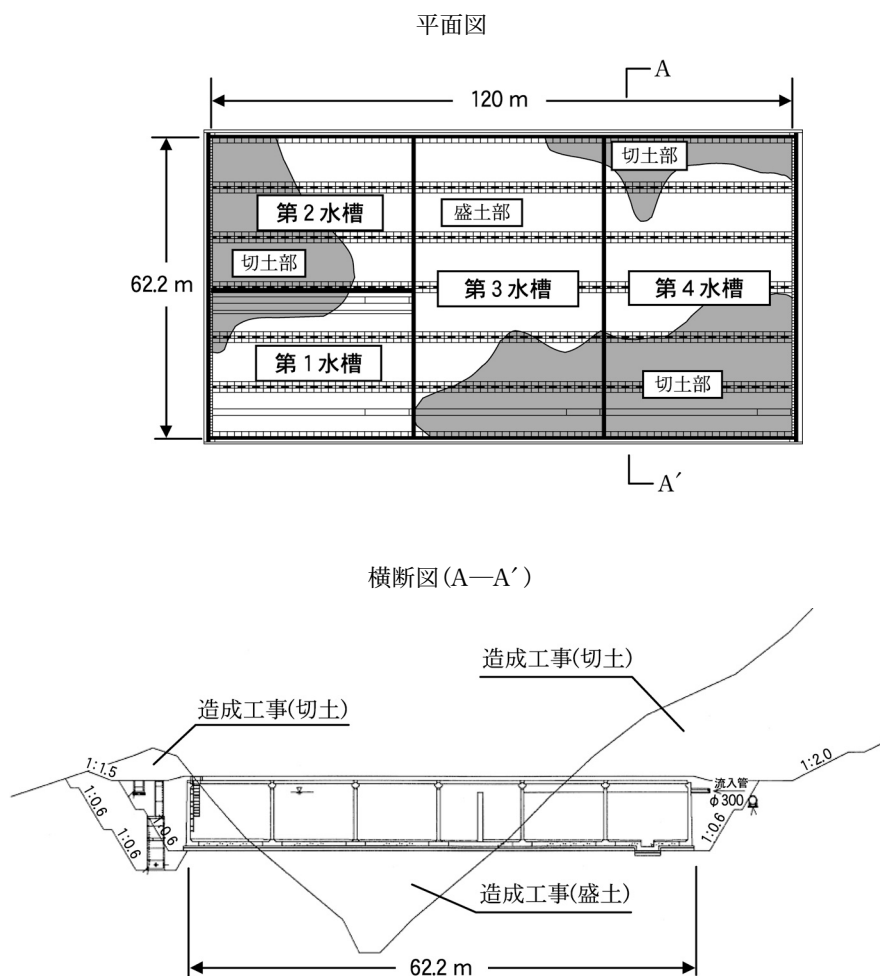 平面図
A
120 m
切土部
第2水槽
盛土部
切土部
62.2 m
第3水槽
第4水槽
第1水槽
切土部
A′
横断図(A—A′)
造成工事(切土)
造成工事(切土)
1:1.5
1:2.0
流入管
φ300
1:0.6
1:0.6
1:0.6
1:0.6
造成工事(盛土)
62.2 m